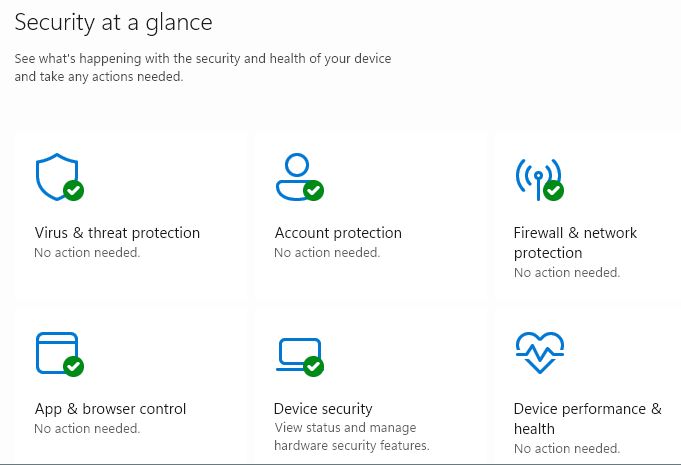 Security at a glance
See what's happening with the security and health of your device
and take any actions needed.
Virus & threat protection
No action needed.
Account protection
No action needed.
Firewall & network
protection
No action needed.
App & browser control
No action needed.
Device security
View status and manage
hardware security features.
Device performance &
health
No action needed.